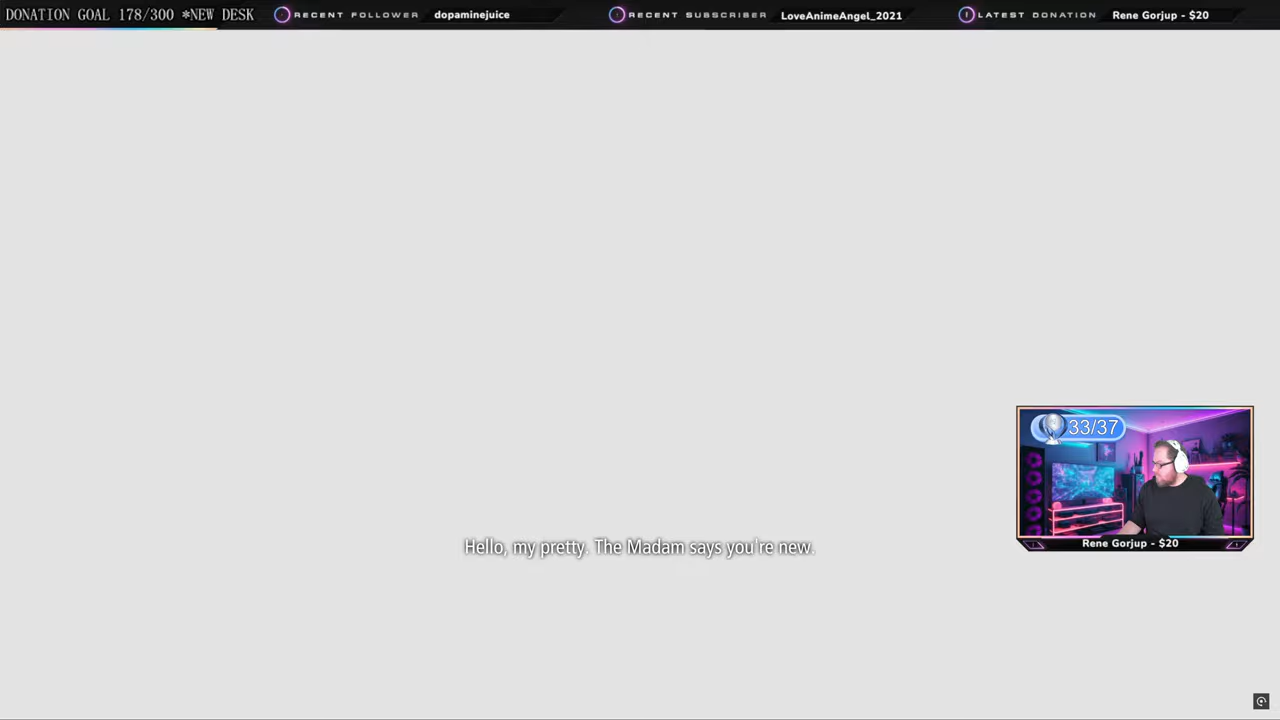 DONATION GOAL 178/300 *NEW DESK
RECENT FOLLOWER dopaminejuice
RECENT SUBSCRIBER LoveAnimeAngel_2021
LATEST DONATION Rene Gorjup - $20
33/37
Rene Gorjup - $20
Hello, my pretty. The Madam says you're new.